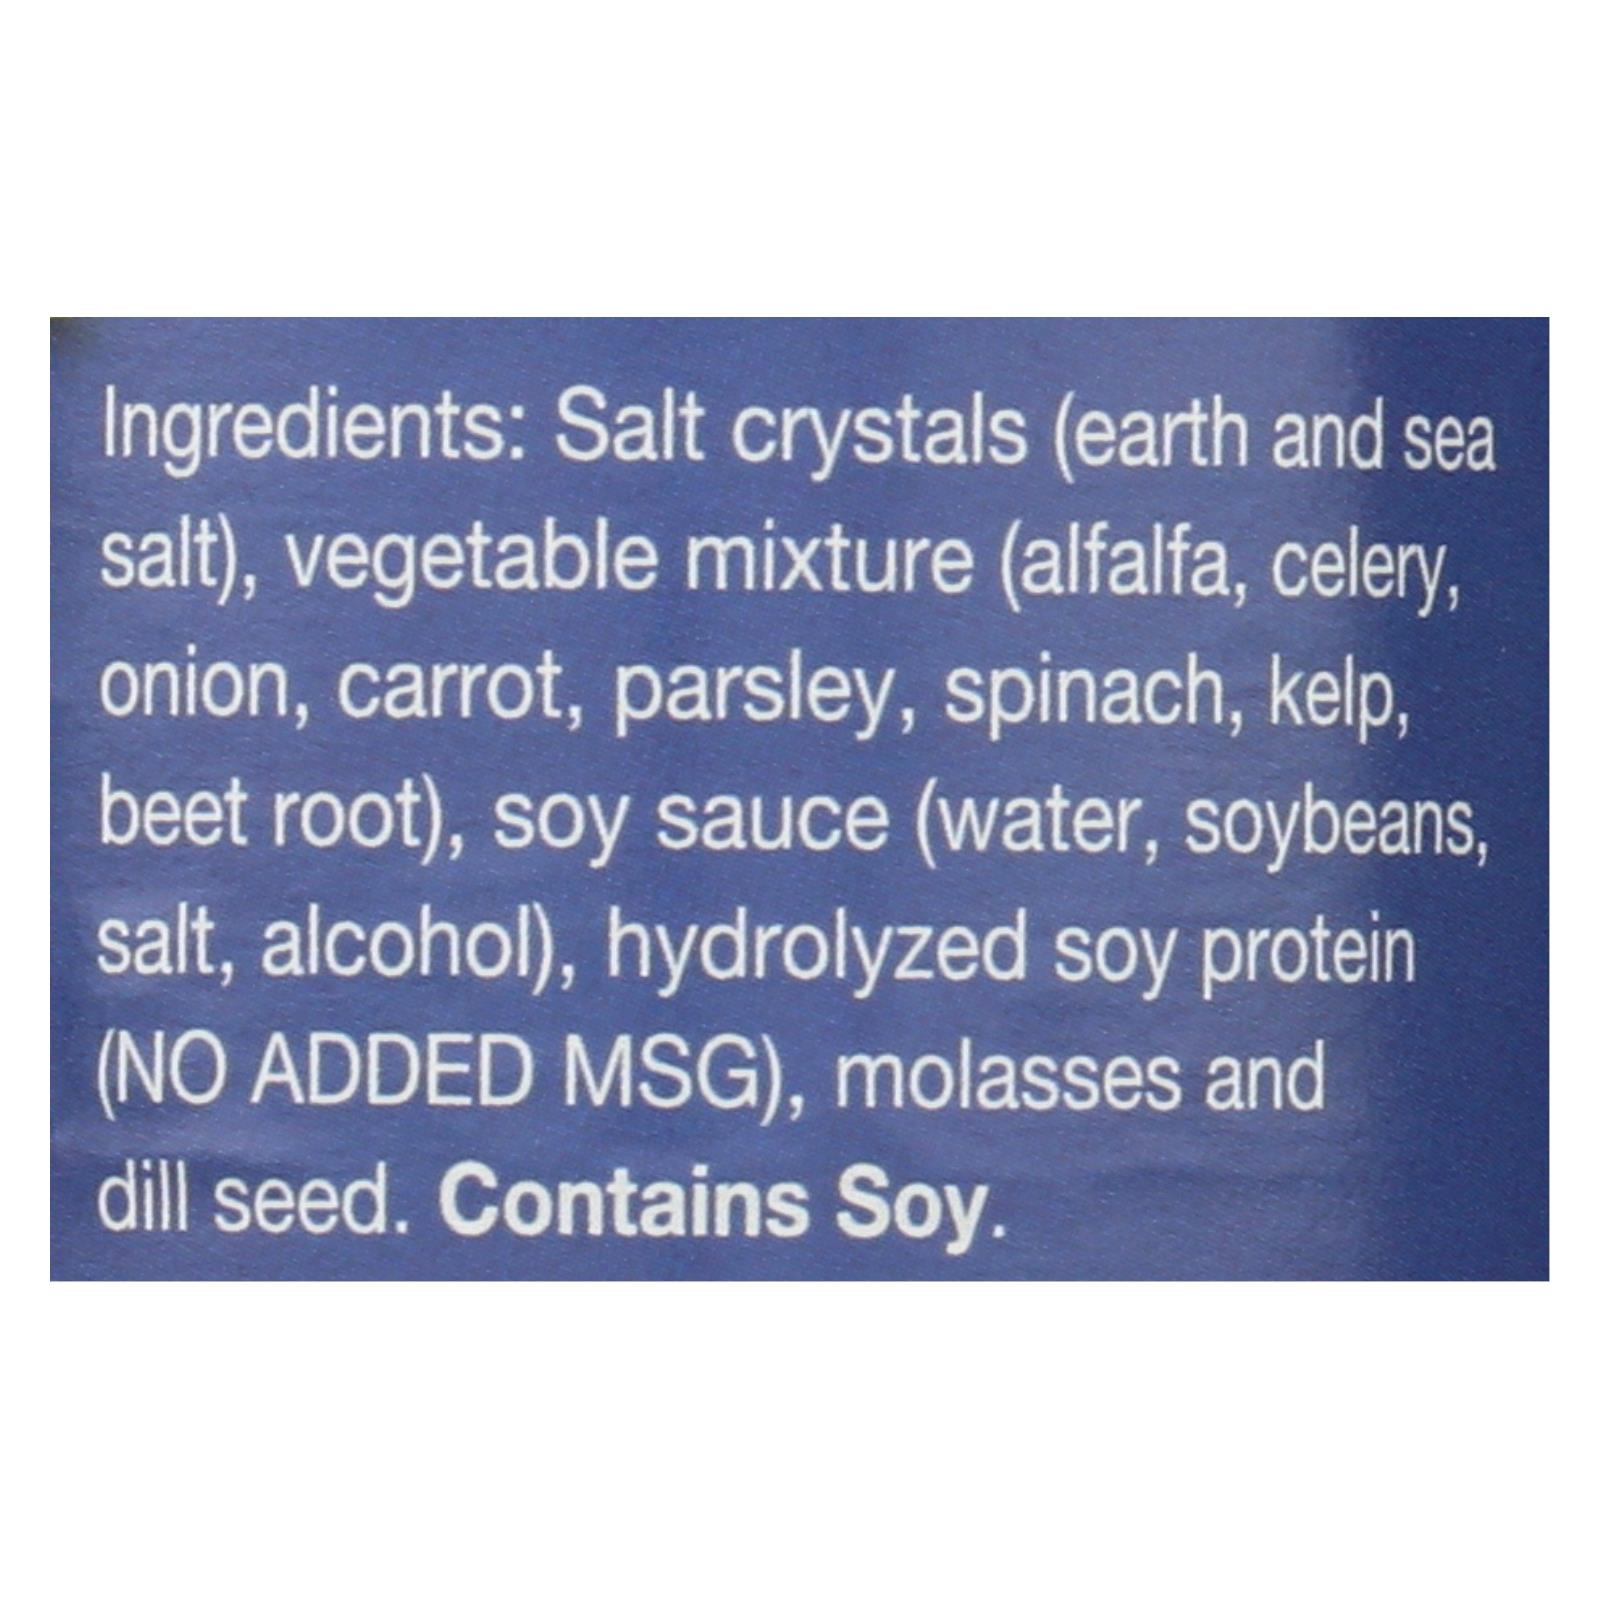 Ingredients: Salt crystals (earth and sea
salt), vegetable mixture (alfalfa, celery,
onion, carrot, parsley, spinach, kelp,
beet root), soy sauce (water, soybeans,
salt, alcohol), hydrolyzed soy protein
(NO ADDED MSG), molasses and
dill seed. Contains Soy.